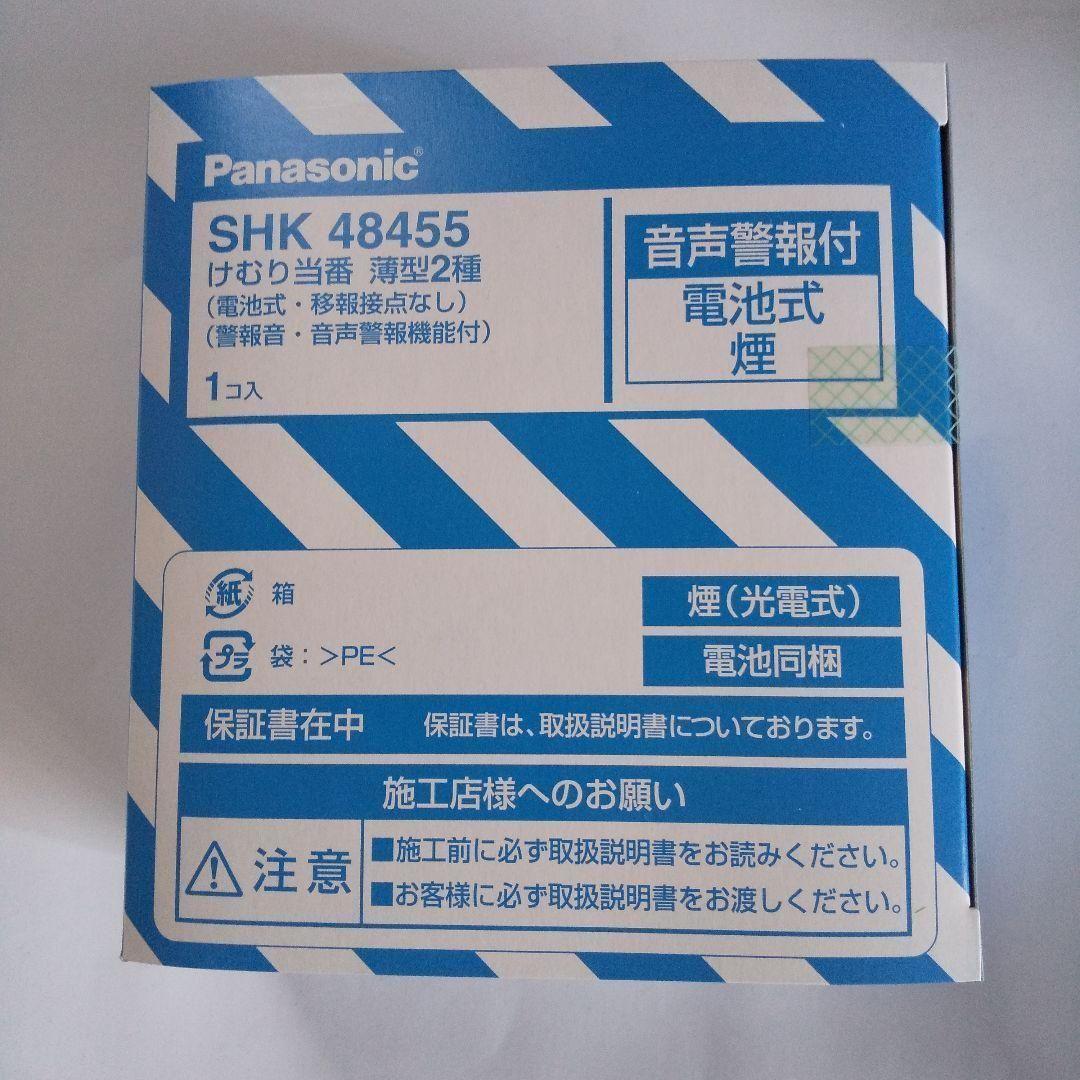 Panasonic®
SHK 48455
けむり当番 薄型2種
(電池式・移報接点なし)
(警報音・音声警報機能付)
1コ入
音声警報付
電池式
煙
紙 箱
プラ 袋：>PE<
煙(光電式)
電池同梱
保証書在中 保証書は、取扱説明書についております。
施工店様へのお願い
注意
■施工前に必ず取扱説明書をお読みください。
■お客様に必ず取扱説明書をお渡しください。